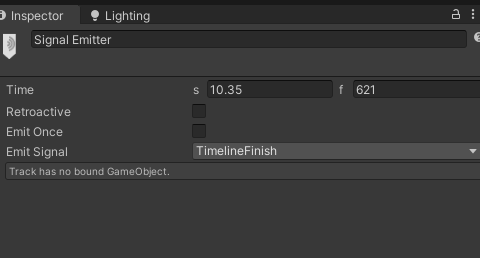 Inspector
Lighting
Signal Emitter
Time s 10.35 f 621
Retroactive
Emit Once
Emit Signal TimelineFinish
Track has no bound GameObject.